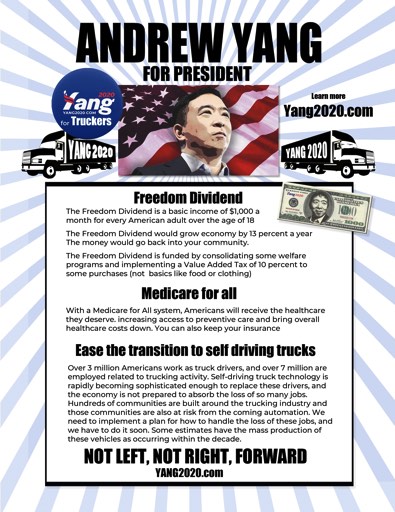 ANDREW YANG
FOR PRESIDENT
2020
Yang
YANG2020.COM
for Truckers
Learn more
Yang2020.com
YANG 2020
YANG 2020
Freedom Dividend
The Freedom Dividend is a basic income of $1,000 a
month for every American adult over the age of 18
The Freedom Dividend would grow economy by 13 percent a year
The money would go back into your community.
The Freedom Dividend is funded by consolidating some welfare
programs and implementing a Value Added Tax of 10 percent to
some purchases (not  basics like food or clothing)
1000
Medicare for all
With a Medicare for All system, Americans will receive the healthcare
they deserve. increasing access to preventive care and bring overall
healthcare costs down. You can also keep your insurance
Ease the transition to self driving trucks
Over 3 million Americans work as truck drivers, and over 7 million are
employed related to trucking activity. Self-driving truck technology is
rapidly becoming sophisticated enough to replace these drivers, and
the economy is not prepared to absorb the loss of so many jobs.
Hundreds of communities are built around the trucking industry and
those communities are also at risk from the coming automation. We
need to implement a plan for how to handle the loss of these jobs, and
we have to do it soon. Some estimates have the mass production of
these vehicles as occurring within the decade.
NOT LEFT, NOT RIGHT, FORWARD
YANG2020.com